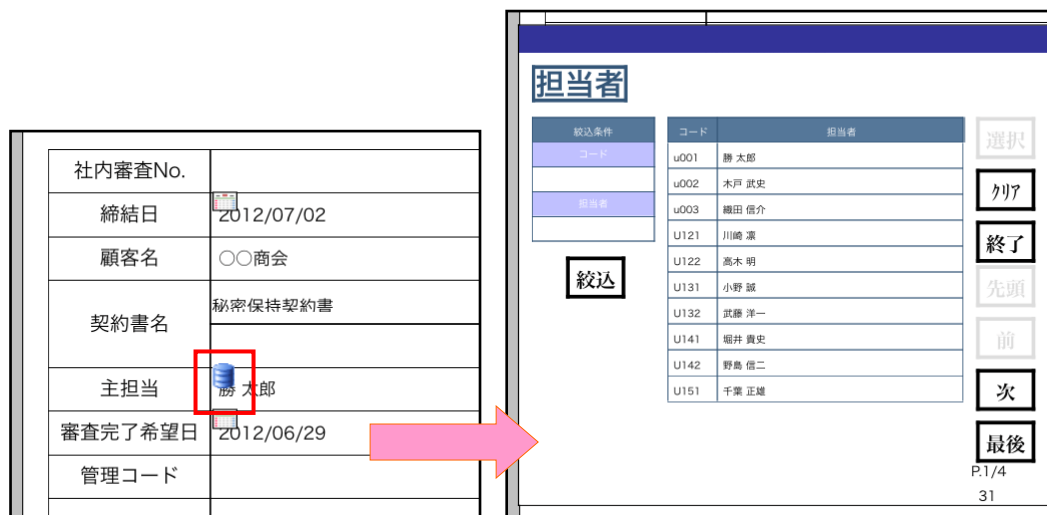 社内審査No.
締結日
2012/07/02
顧客名
○○商会
契約書名
秘密保持契約書
主担当
勝 太郎
審査完了希望日
2012/06/29
管理コード
担当者
絞込条件
コード
担当者
絞込
コード 担当者
u001 勝 太郎
u002 木戸 武史
u003 織田 信介
U121 川崎 凛
U122 高木 明
U131 小野 誠
U132 武藤 洋一
U141 堀井 貴史
U142 野島 信二
U151 千葉 正雄
選択
クリア
終了
先頭
前
次
最後
P.1/4
31